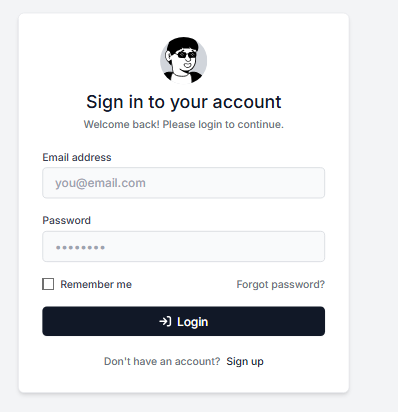 Sign in to your account
Welcome back! Please login to continue.
Email address
you@email.com
Password
••••••••
Remember me Forgot password?
Login
Don't have an account? Sign up